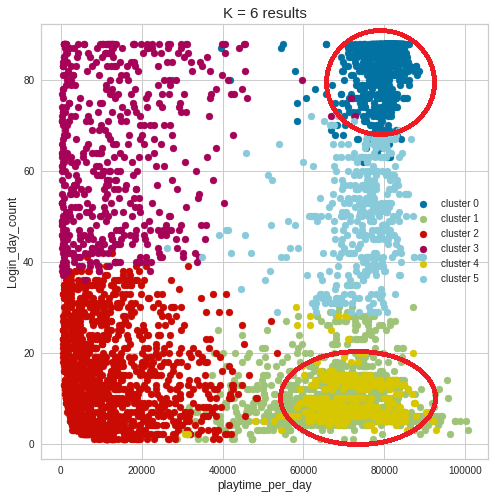 K = 6 results
80
60
40
20
0
Login_day_count
cluster 0
cluster 1
cluster 2
cluster 3
cluster 4
cluster 5
0
20000
40000
60000
80000
100000
playtime_per_day